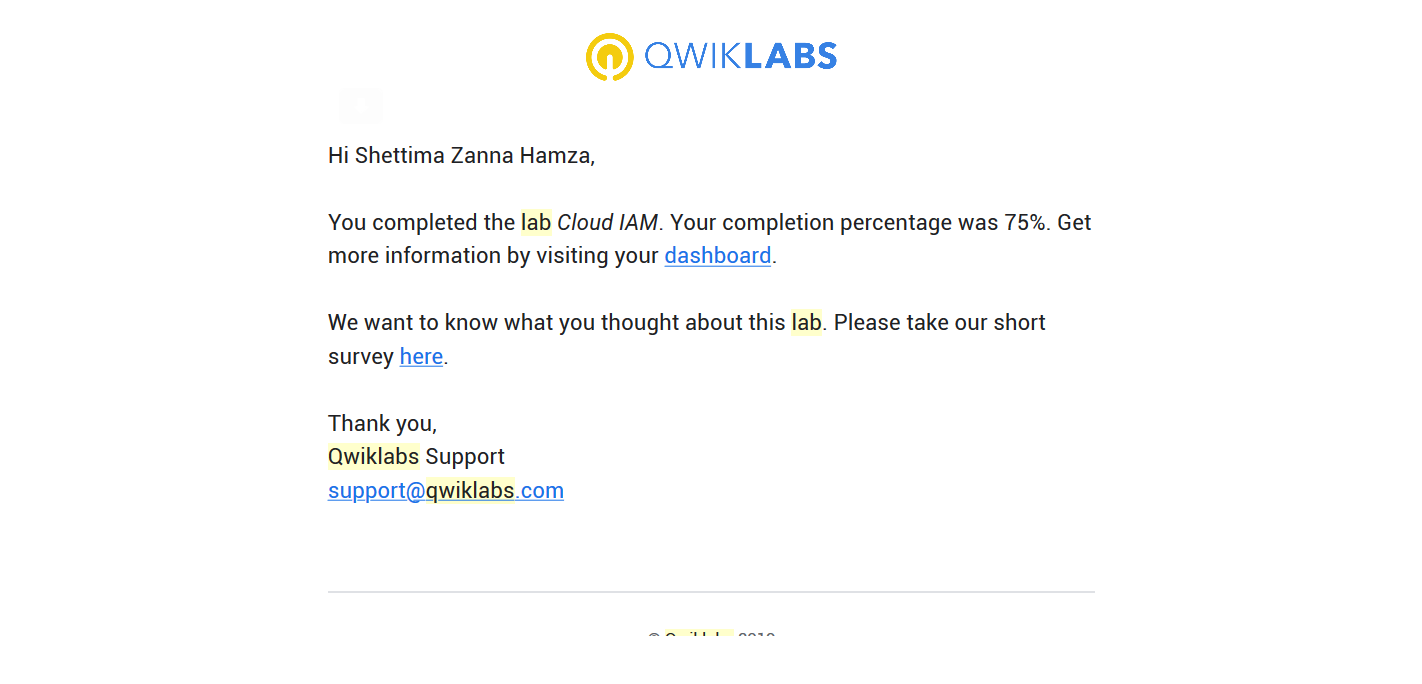 QWIKLABS
Hi Shettima Zanna Hamza,
You completed the lab Cloud IAM. Your completion percentage was 75%. Get
more information by visiting your dashboard.
We want to know what you thought about this lab. Please take our short
survey here.
Thank you,
Qwiklabs Support
support@qwiklabs.com
© Qwiklabs